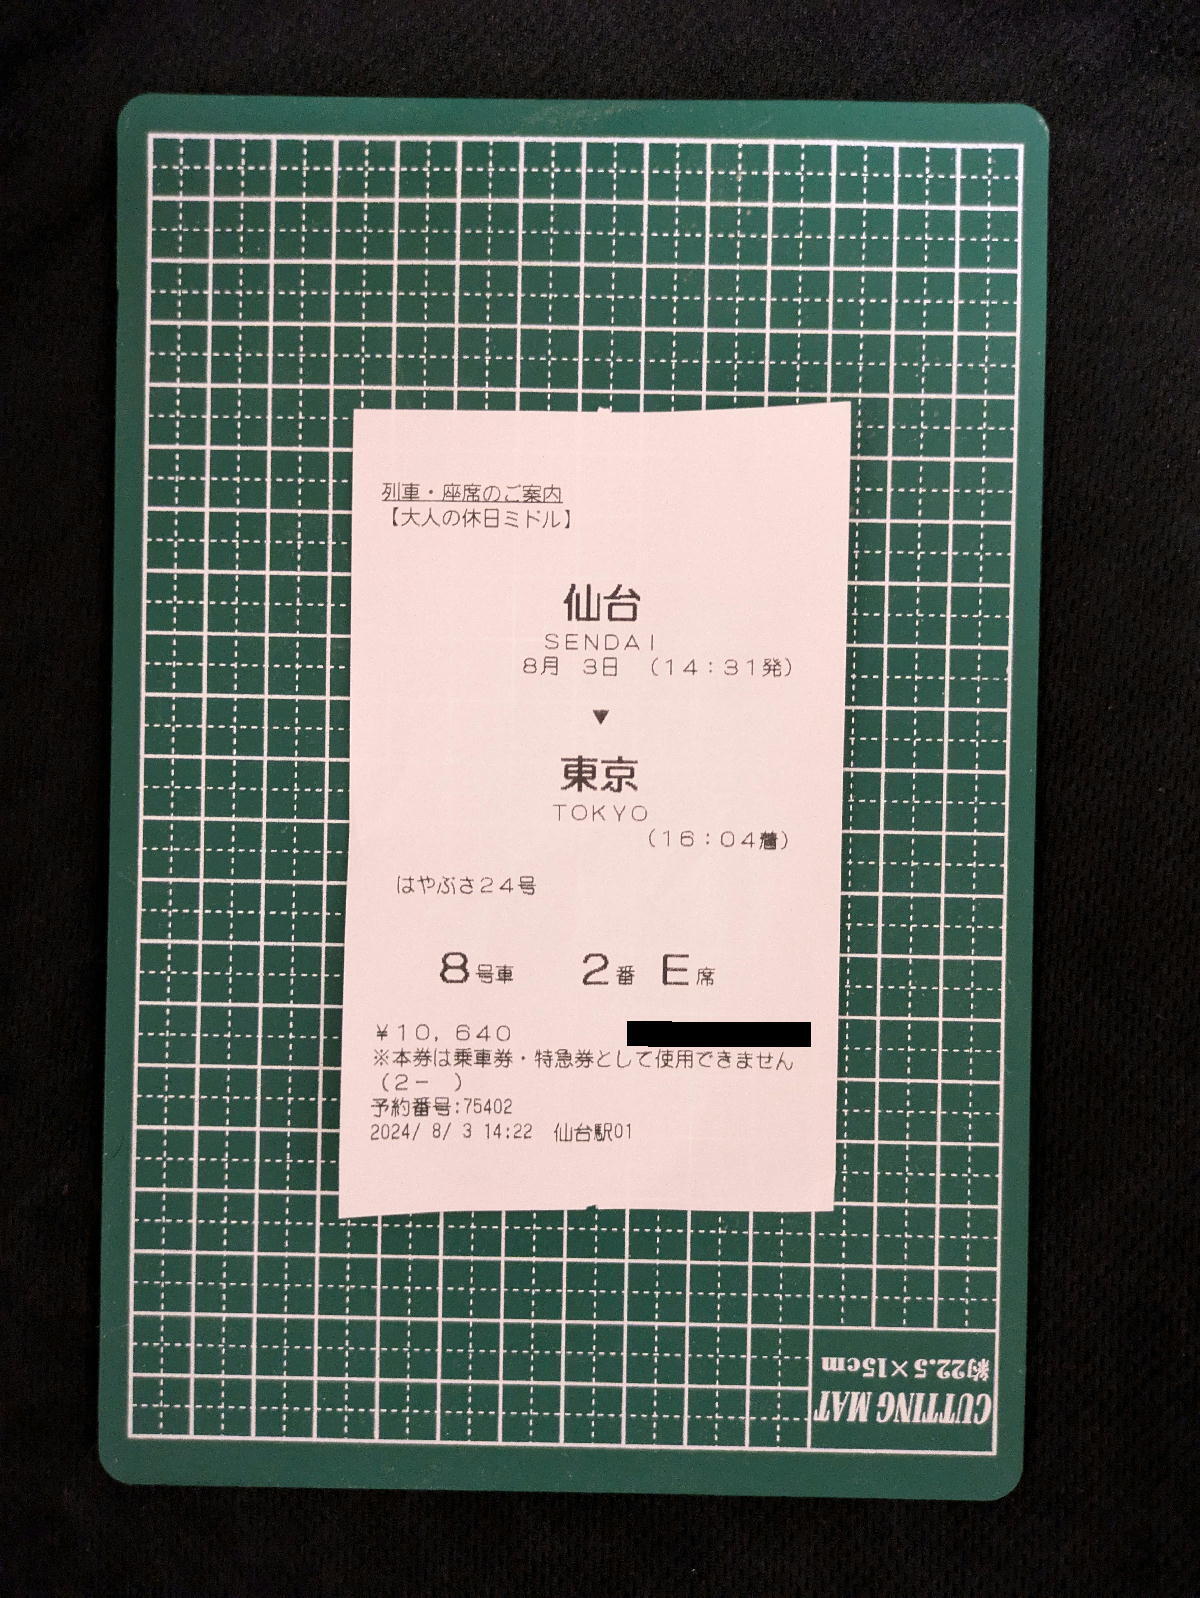 列車・座席のご案内
【大人の休日ミドル】
仙台
SENDAI
8月 3日 (14:31発)
▼
東京
TOKYO
(16:04着)
はやぶさ24号
8号車 2番 E席
¥10,640
※本券は乗車券・特急券として使用できません
(2- )
予約番号:75402
2024/ 8/ 3 14:22 仙台駅01
約22.5×15cm
CUTTING MAT